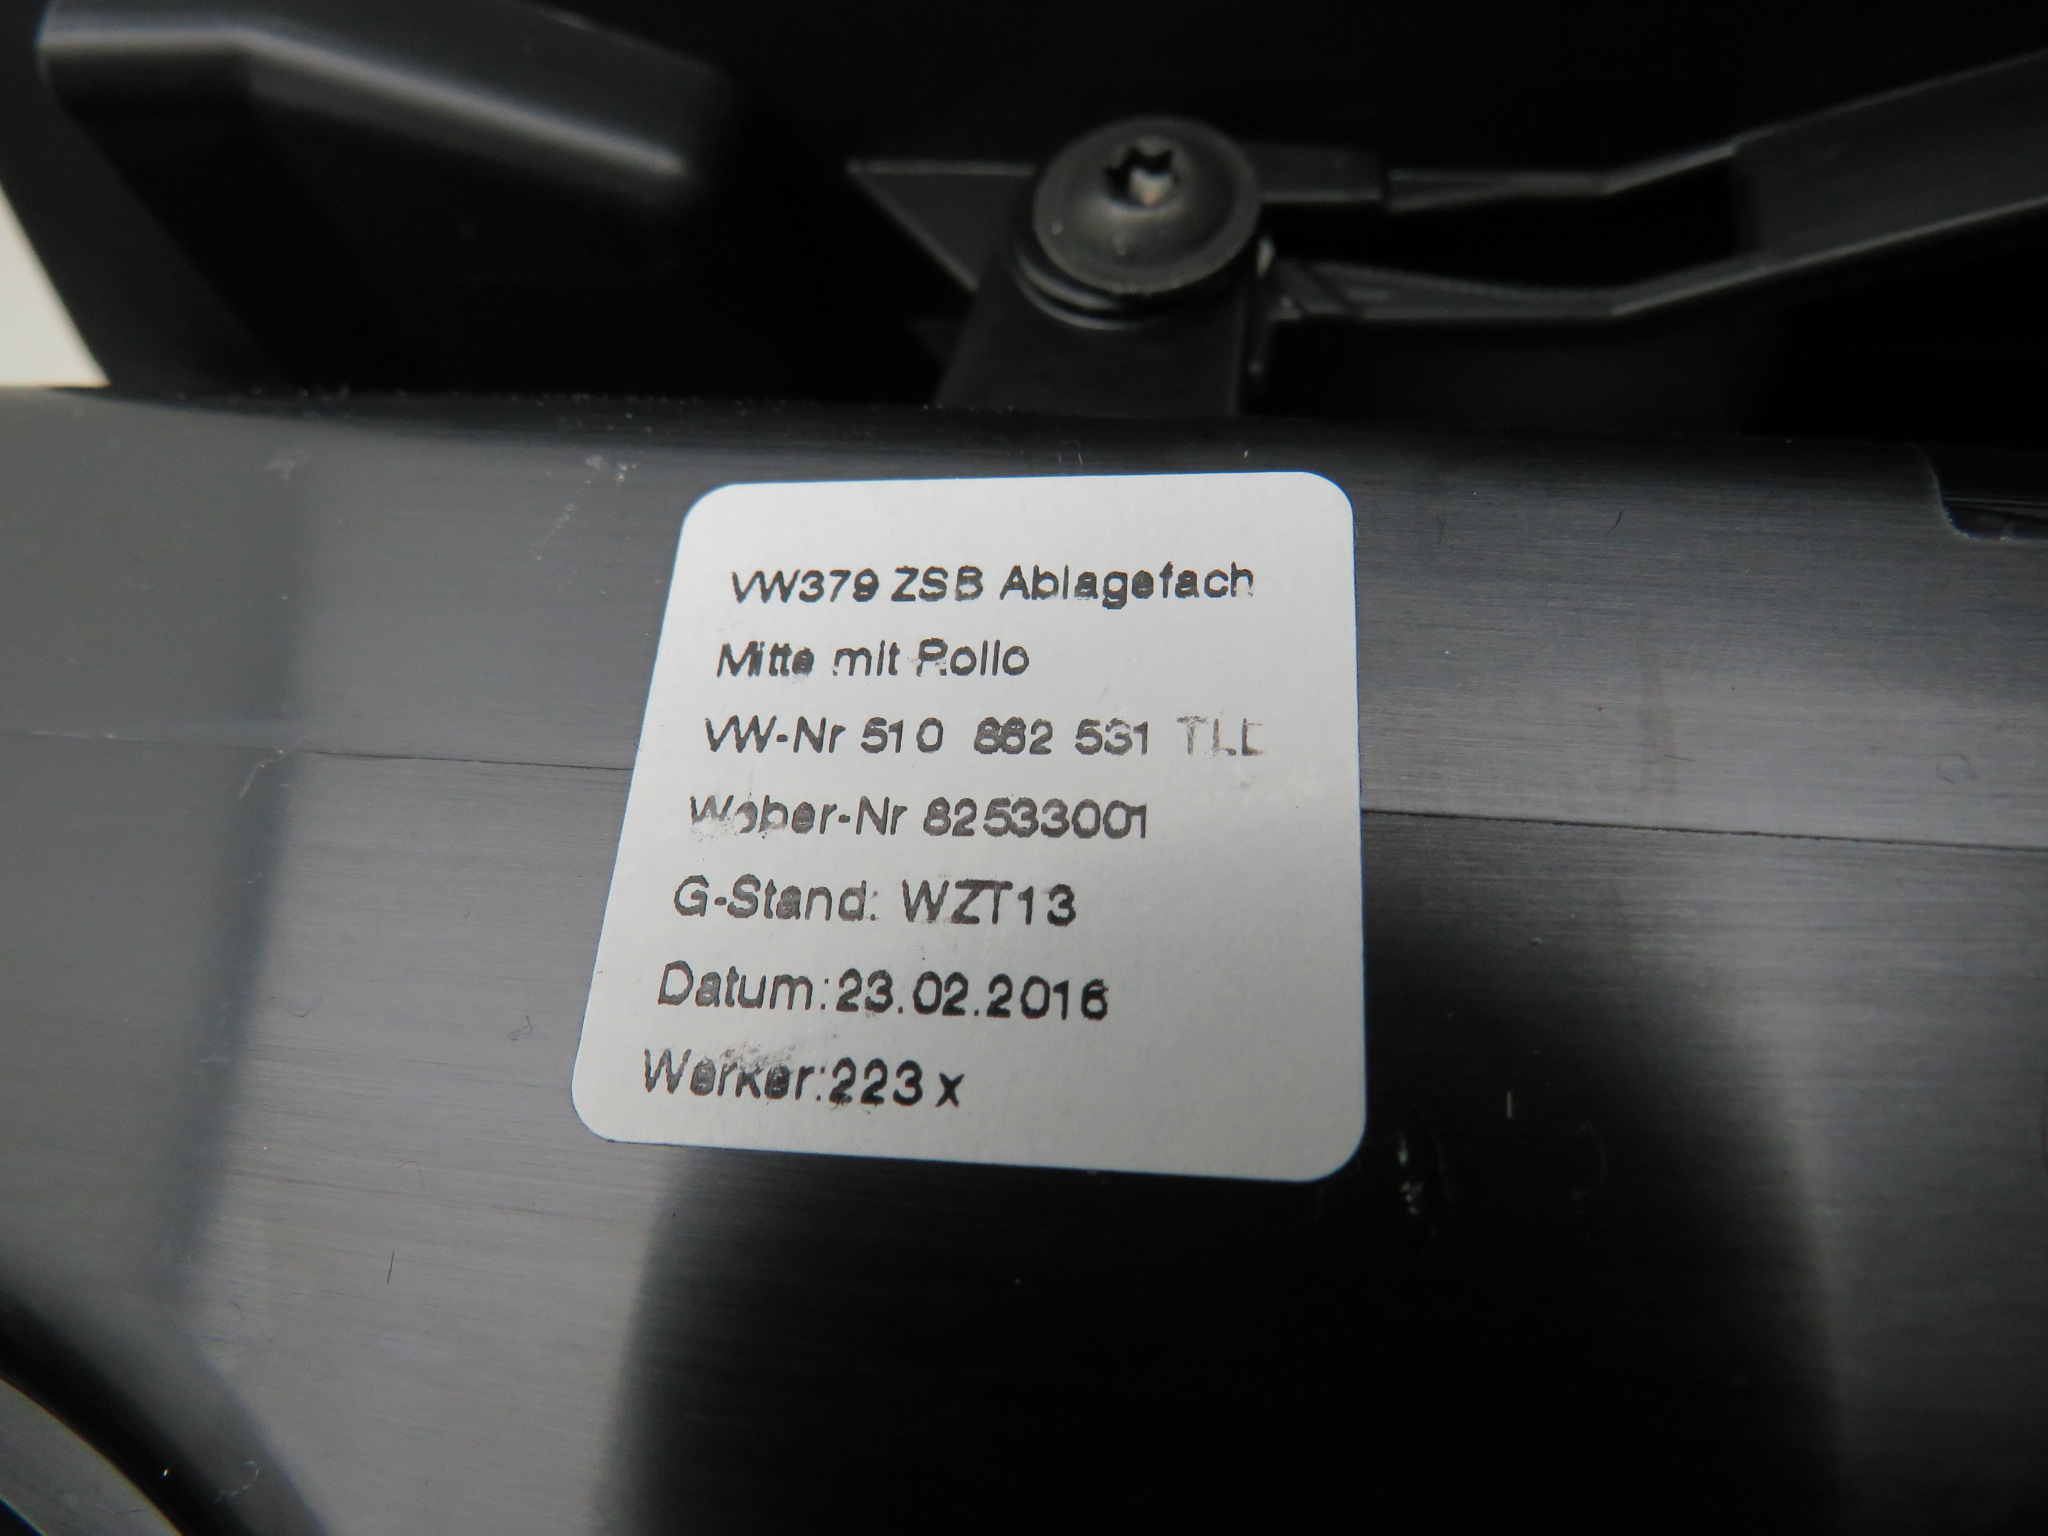 VW379 ZSB Ablagefach
Mitte mit Rollo
VW-Nr 510 862 531
Weber-Nr 82533001
G-Stand: WZT13
Datum:23.02.2016
Werker:223 x